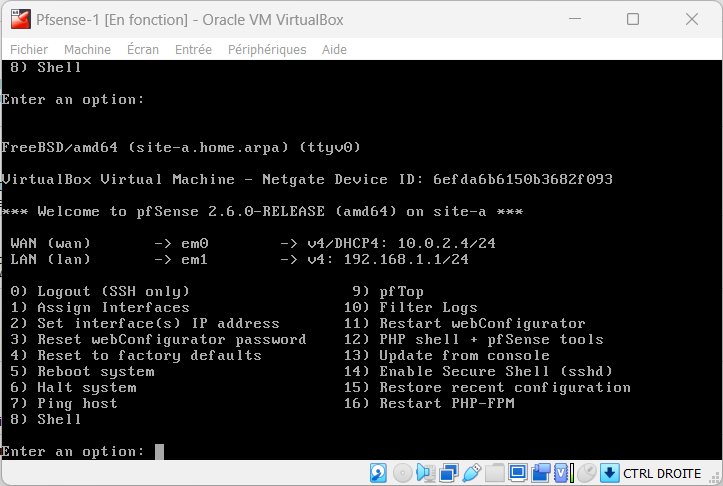 Pfsense-1 [En fonction] - Oracle VM VirtualBox
Fichier Machine Écran Entrée Périphériques Aide
8) Shell
Enter an option:
FreeBSD/amd64 (site-a.home.arpa) (ttyv0)
VirtualBox Virtual Machine - Netgate Device ID: 6efda6b6150b3682f093
*** Welcome to pfSense 2.6.0-RELEASE (amd64) on site-a ***
WAN (wan) -> em0 -> v4/DHCP4: 10.0.2.4/24
LAN (lan) -> em1 -> v4: 192.168.1.1/24
0) Logout (SSH only) 9) pfTop
1) Assign Interfaces 10) Filter Logs
2) Set interface(s) IP address 11) Restart webConfigurator
3) Reset webConfigurator password 12) PHP shell + pfSense tools
4) Reset to factory defaults 13) Update from console
5) Reboot system 14) Enable Secure Shell (sshd)
6) Halt system 15) Restore recent configuration
7) Ping host 16) Restart PHP-FPM
8) Shell
Enter an option:
CTRL DROITE